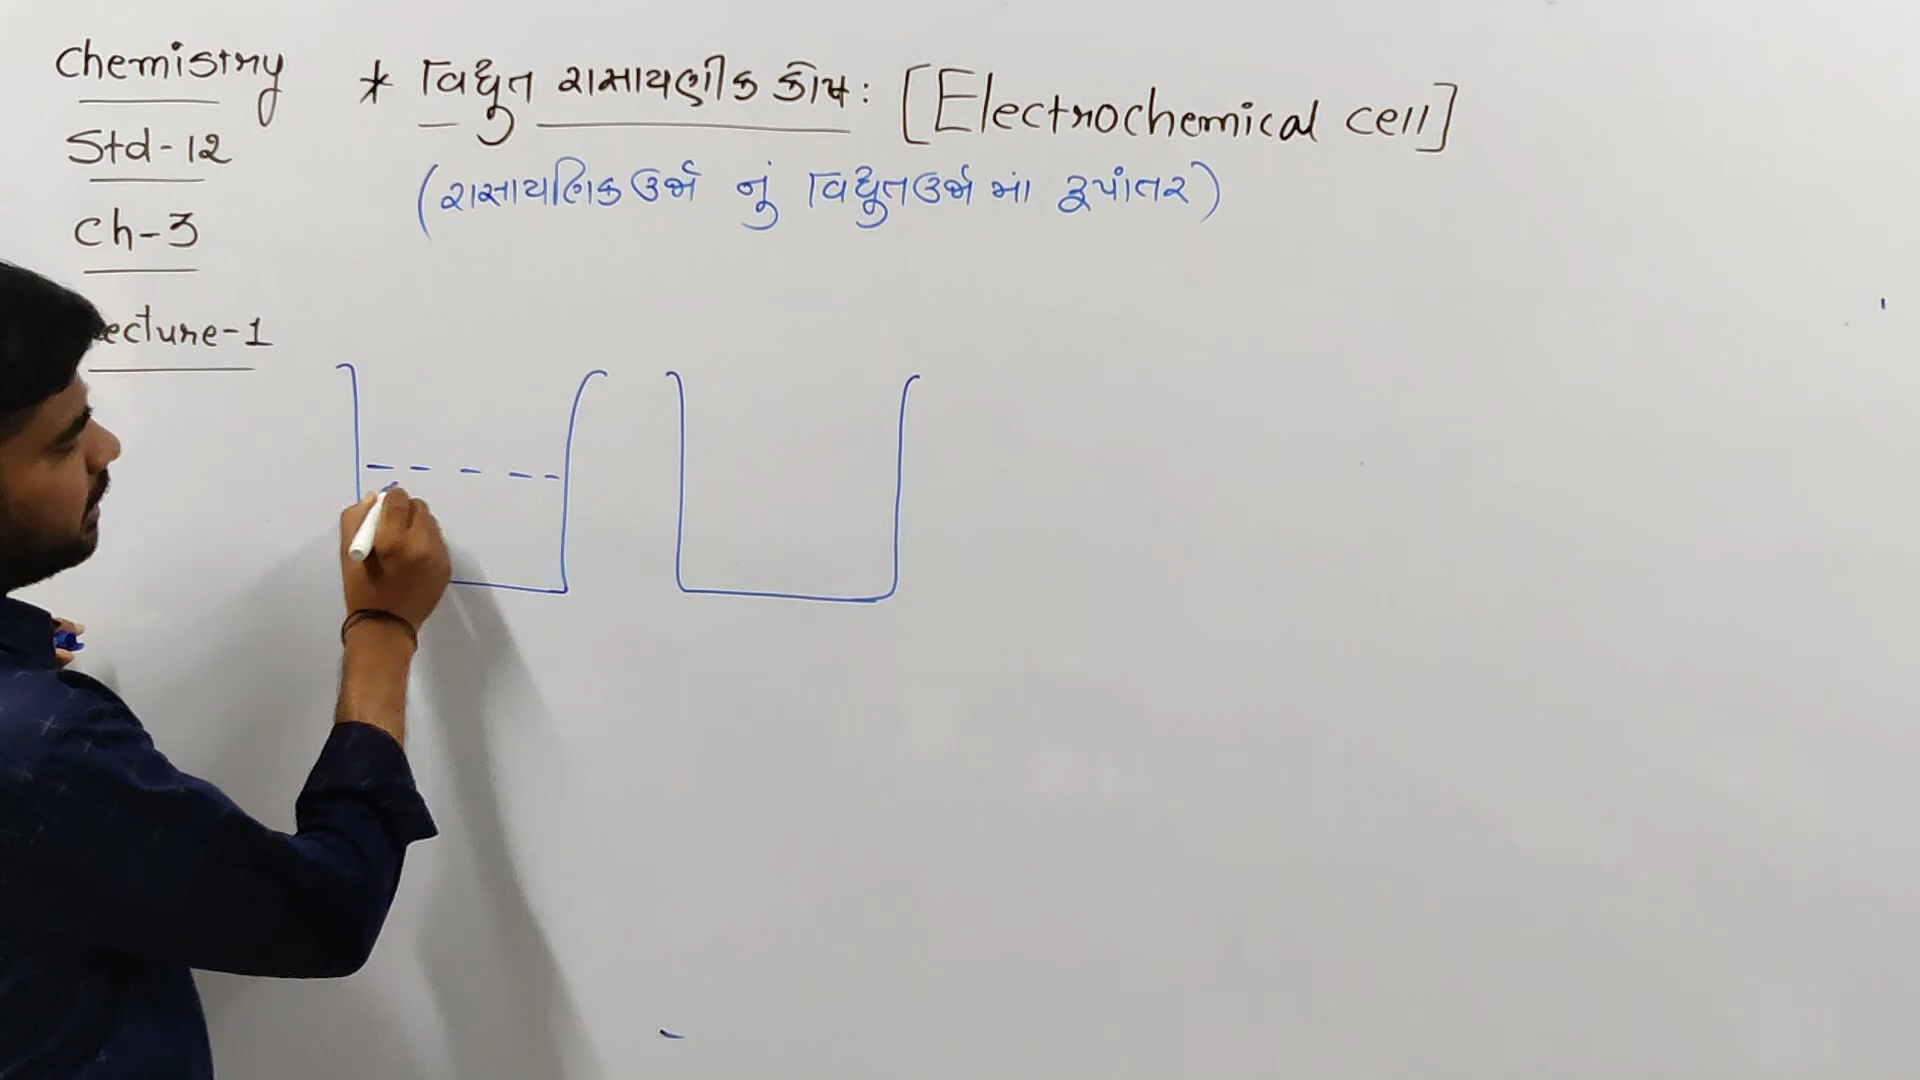 Chemistry
Std-12
Ch-3
ecture-1
* વિધુત રાસાયણીક કોષ: [Electrochemical cell]
(રાસાયણિક ઉર્જા નું વિધુતઉર્જા માં રૂપાંતર)